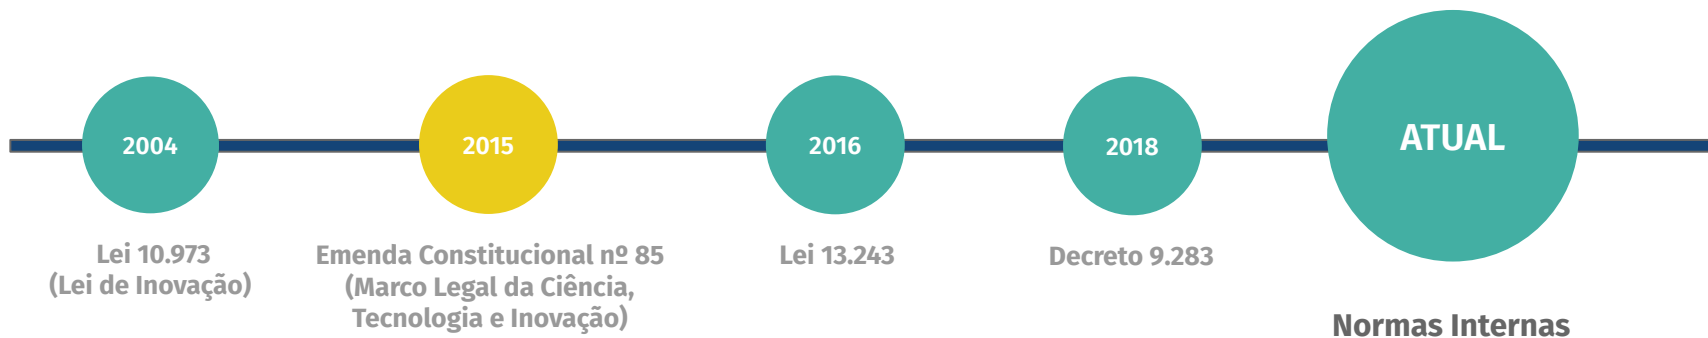 2004
Lei 10.973
(Lei de Inovação)
2015
Emenda Constitucional nº 85
(Marco Legal da Ciência,
Tecnologia e Inovação)
2016
Lei 13.243
2018
Decreto 9.283
ATUAL
Normas Internas